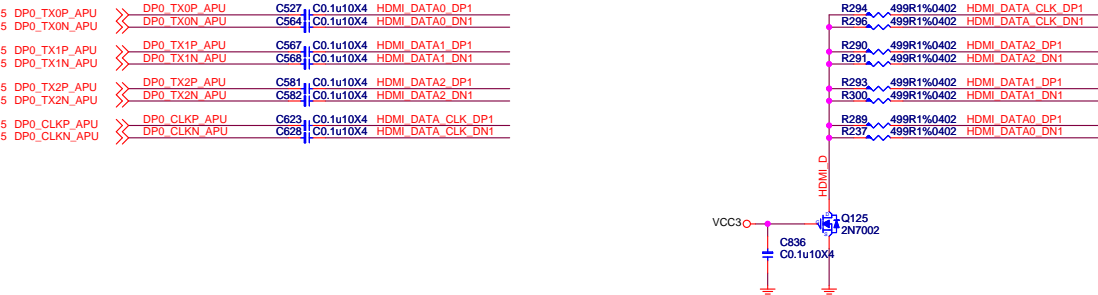 5 DP0_TX0P_APU DP0_TX0P_APU C527 C0.1u10X4 HDMI_DATA0_DP1
5 DP0_TX0N_APU DP0_TX0N_APU C564 C0.1u10X4 HDMI_DATA0_DN1
5 DP0_TX1P_APU DP0_TX1P_APU C567 C0.1u10X4 HDMI_DATA1_DP1
5 DP0_TX1N_APU DP0_TX1N_APU C568 C0.1u10X4 HDMI_DATA1_DN1
5 DP0_TX2P_APU DP0_TX2P_APU C581 C0.1u10X4 HDMI_DATA2_DP1
5 DP0_TX2N_APU DP0_TX2N_APU C582 C0.1u10X4 HDMI_DATA2_DN1
5 DP0_CLKP_APU DP0_CLKP_APU C623 C0.1u10X4 HDMI_DATA_CLK_DP1
5 DP0_CLKN_APU DP0_CLKN_APU C628 C0.1u10X4 HDMI_DATA_CLK_DN1
R294 499R1%0402 HDMI_DATA_CLK_DP1
R296 499R1%0402 HDMI_DATA_CLK_DN1
R290 499R1%0402 HDMI_DATA2_DP1
R291 499R1%0402 HDMI_DATA2_DN1
R293 499R1%0402 HDMI_DATA1_DP1
R300 499R1%0402 HDMI_DATA1_DN1
R289 499R1%0402 HDMI_DATA0_DP1
R237 499R1%0402 HDMI_DATA0_DN1
HDMI_D
VCC3
Q125
2N7002
C836
C0.1u10X4